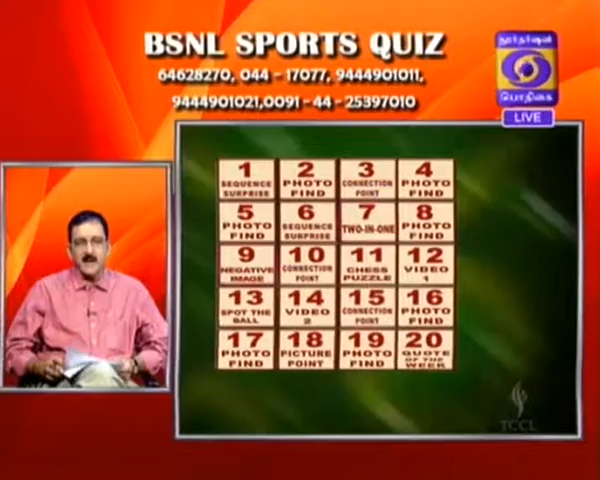 BSNL SPORTS QUIZ
64628270, 044 - 17077, 9444901011,
9444901021,0091 - 44 - 25397010
தூர்தர்ஷன்
பொதிகை
LIVE
1 2 3 4
SEQUENCE SURPRISE PHOTO FIND CONNECTION POINT PHOTO FIND
5 6 7 8
PHOTO FIND SEQUENCE SURPRISE TWO-IN-ONE PHOTO FIND
9 10 11 12
NEGATIVE IMAGE CONNECTION POINT CHESS PUZZLE VIDEO 1
13 14 15 16
SPOT THE BALL VIDEO 2 CONNECTION POINT PHOTO FIND
17 18 19 20
PHOTO FIND PICTURE POINT PHOTO FIND QUOTE OF THE WEEK
TCCL